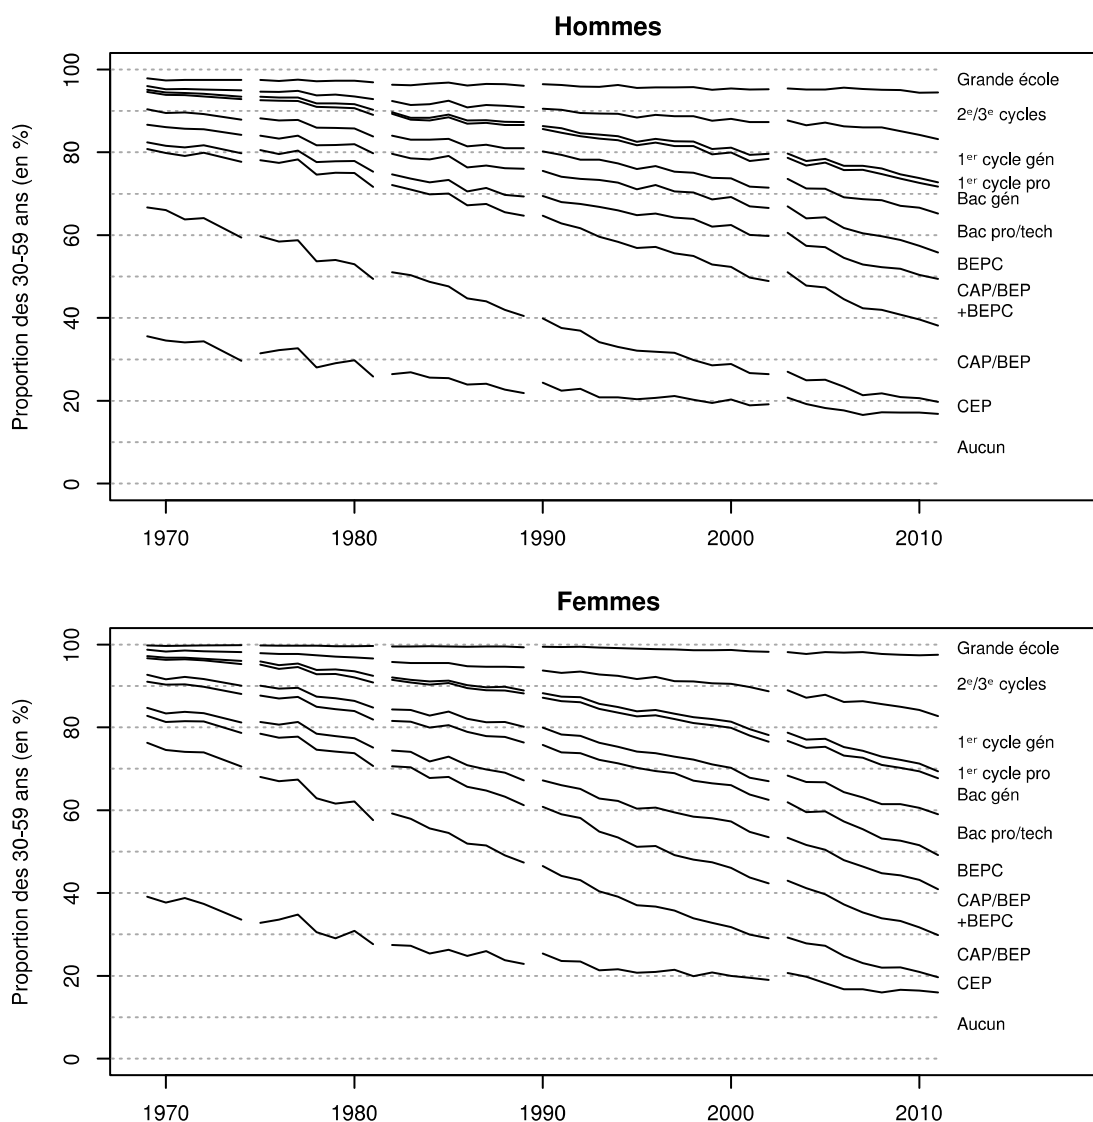 Hommes
Proportion des 30-59 ans (en %)
100
80
60
40
20
0
Grande école
2ᵉ/3ᵉ cycles
1ᵉʳ cycle gén
1ᵉʳ cycle pro
Bac gén
Bac pro/tech
BEPC
CAP/BEP
+BEPC
CAP/BEP
CEP
Aucun
1970 1980 1990 2000 2010
Femmes
Proportion des 30-59 ans (en %)
100
80
60
40
20
0
Grande école
2ᵉ/3ᵉ cycles
1ᵉʳ cycle gén
1ᵉʳ cycle pro
Bac gén
Bac pro/tech
BEPC
CAP/BEP
+BEPC
CAP/BEP
CEP
Aucun
1970 1980 1990 2000 2010